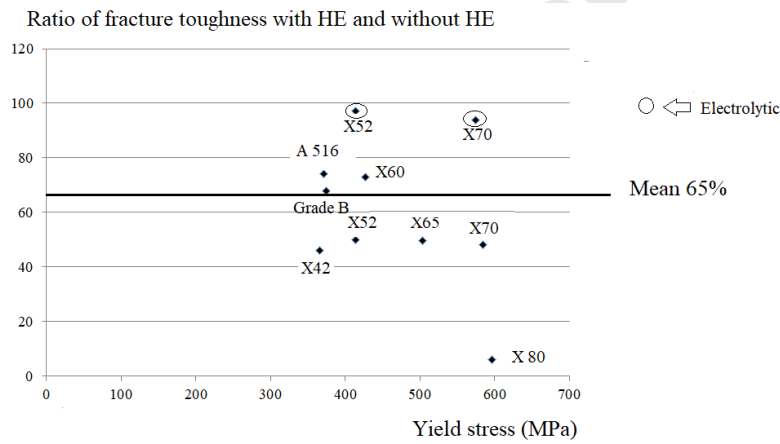 Ratio of fracture toughness with HE and without HE
120
100
80
60
40
20
0
X52
X70
A 516
X60
Grade B
X52
X65
X70
X42
X 80
Electrolytic
Mean 65%
0 100 200 300 400 500 600 700
Yield stress (MPa)